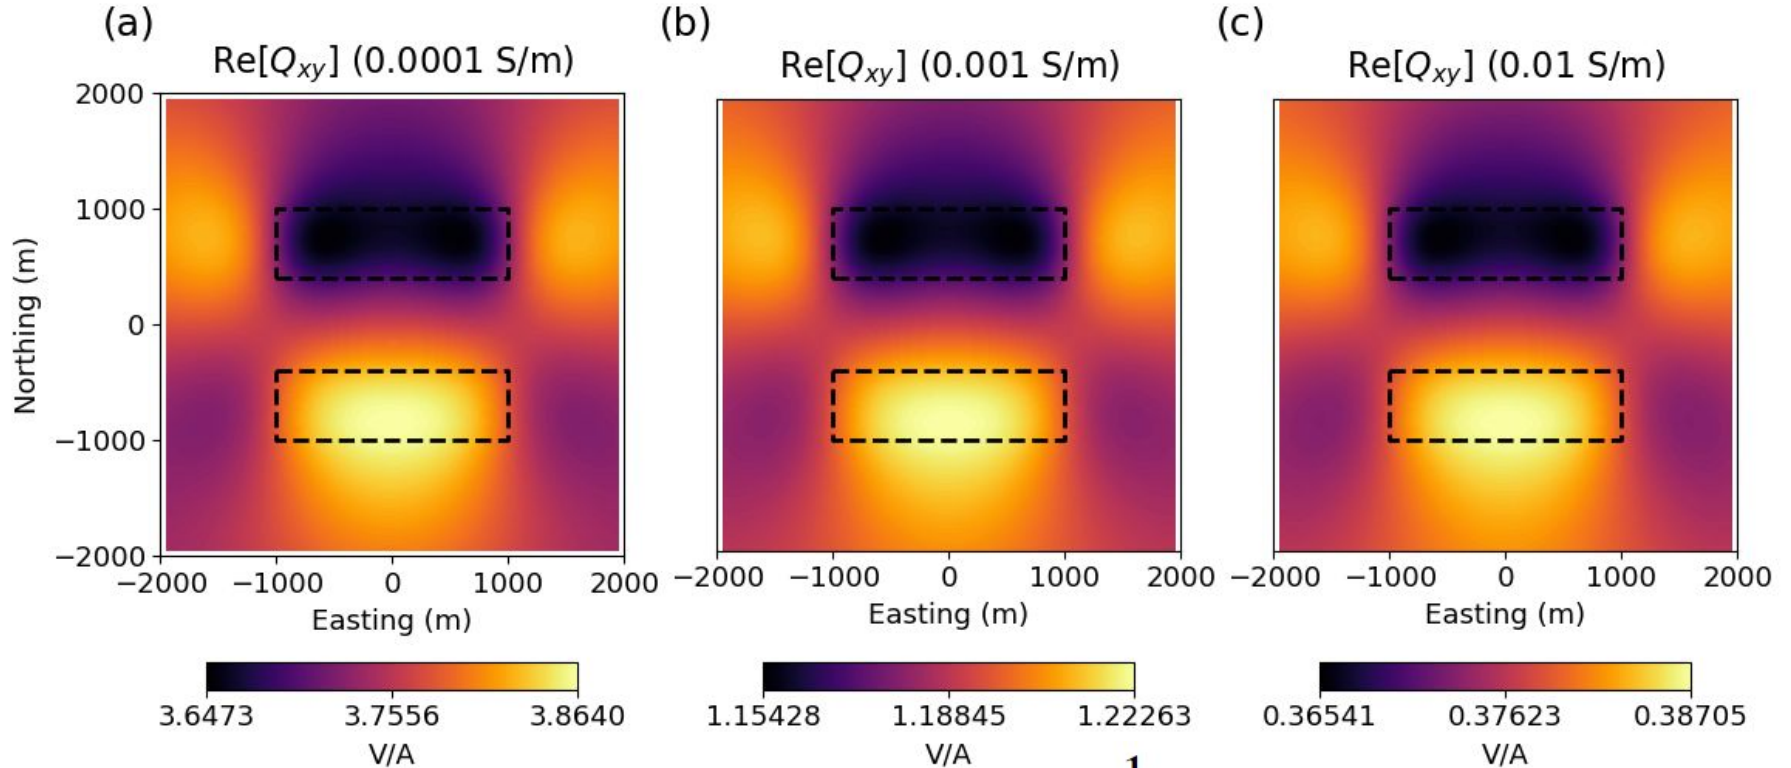 (a) (b) (c)
Re[Qxy] (0.0001 S/m) Re[Qxy] (0.001 S/m) Re[Qxy] (0.01 S/m)
2000
1000
0
−1000
−2000
Northing (m)
−2000 −1000 0 1000 2000 −2000 −1000 0 1000 2000 −2000 −1000 0 1000 2000
Easting (m) Easting (m) Easting (m)
3.6473 3.7556 3.8640 1.15428 1.18845 1.22263 0.36541 0.37623 0.38705
V/A V/A V/A
1